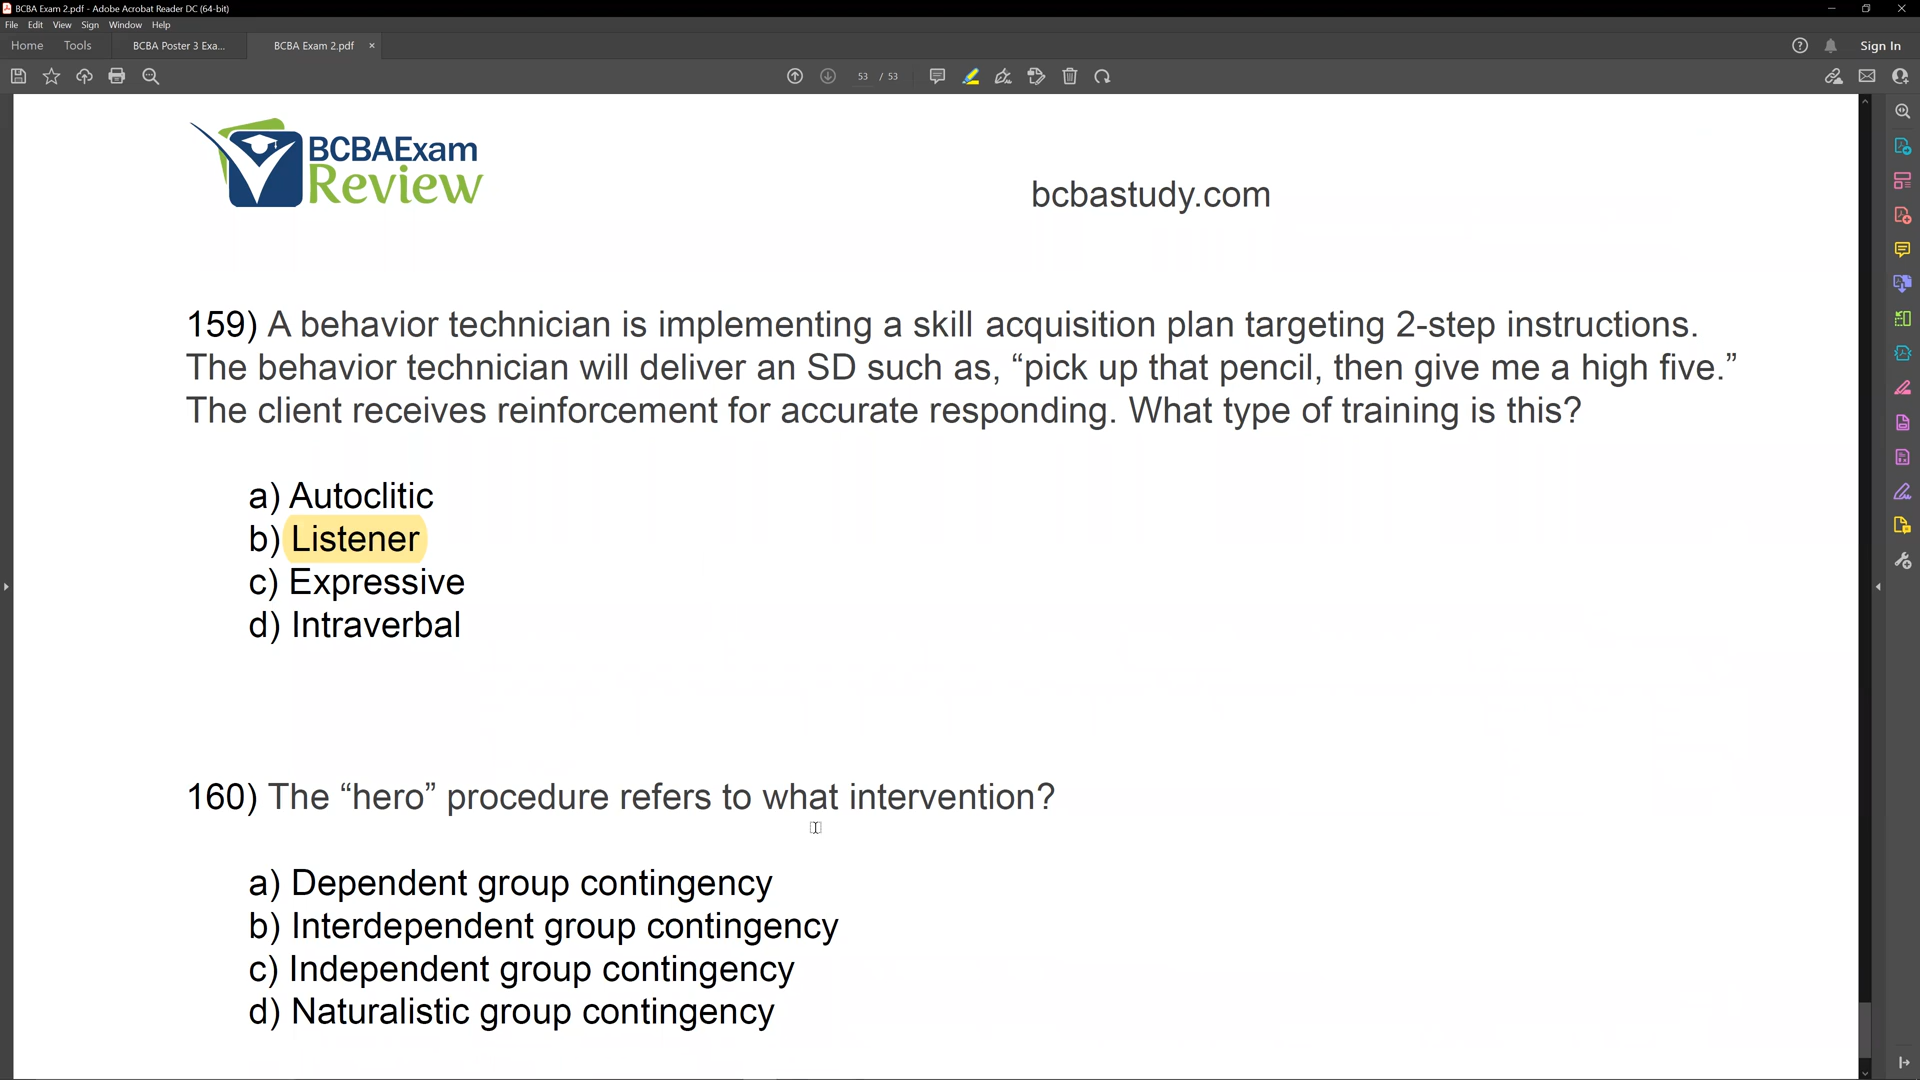 BCBA Exam 2.pdf - Adobe Acrobat Reader DC (64-bit)
File Edit View Sign Window Help
Home Tools BCBA Poster 3 Exa... BCBA Exam 2.pdf × Sign In
53 / 53
BCBAExam
Review
bcbastudy.com
159) A behavior technician is implementing a skill acquisition plan targeting 2-step instructions.
The behavior technician will deliver an SD such as, “pick up that pencil, then give me a high five.”
The client receives reinforcement for accurate responding. What type of training is this?
a) Autoclitic
b) Listener
c) Expressive
d) Intraverbal
160) The “hero” procedure refers to what intervention?
a) Dependent group contingency
b) Interdependent group contingency
c) Independent group contingency
d) Naturalistic group contingency